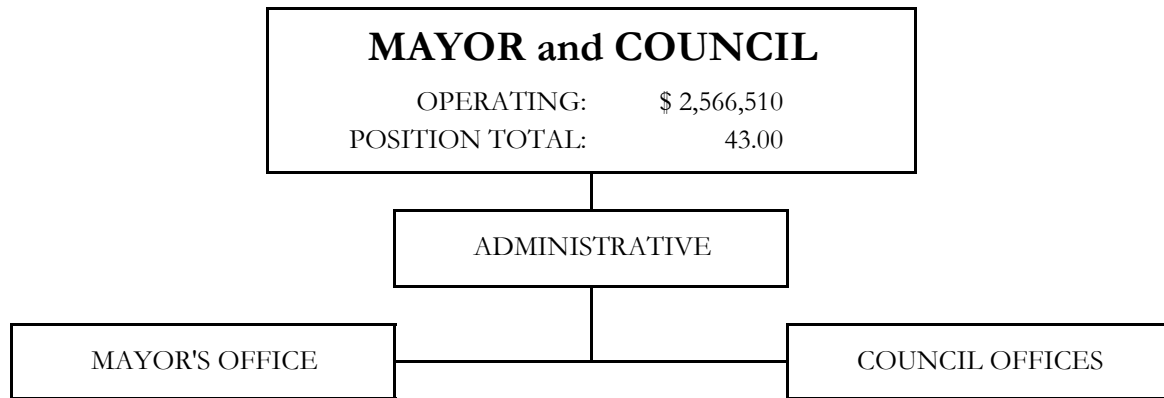 MAYOR and COUNCIL
OPERATING: $ 2,566,510
POSITION TOTAL: 43.00
ADMINISTRATIVE
MAYOR'S OFFICE
COUNCIL OFFICES